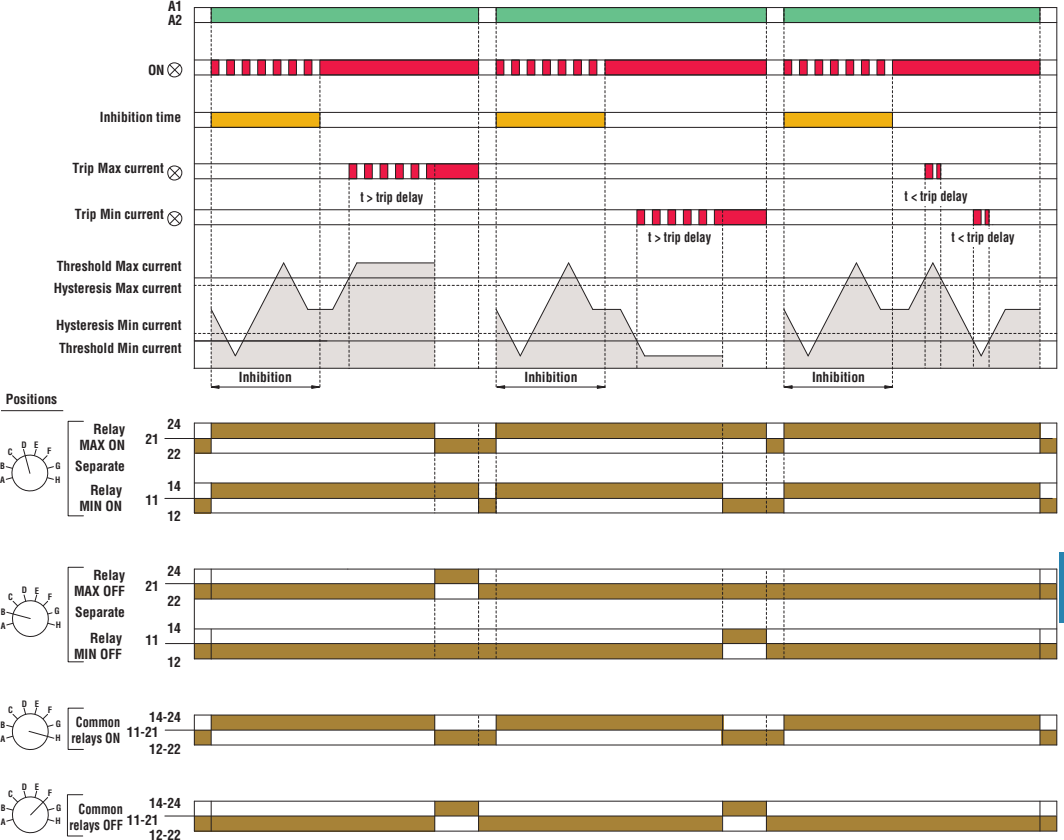 A1
A2
ON
Inhibition time
Trip Max current
t > trip delay
t < trip delay
Trip Min current
t > trip delay
t < trip delay
Threshold Max current
Hysteresis Max current
Hysteresis Min current
Threshold Min current
Inhibition
Inhibition
Inhibition
Positions
A B C D E F G H
Relay
MAX ON
24
21
22
Separate
Relay
MIN ON
14
11
12
A B C D E F G H
Relay
MAX OFF
24
21
22
Separate
Relay
MIN OFF
14
11
12
A B C D E F G H
Common
relays ON
14-24
11-21
12-22
A B C D E F G H
Common
relays OFF
14-24
11-21
12-22